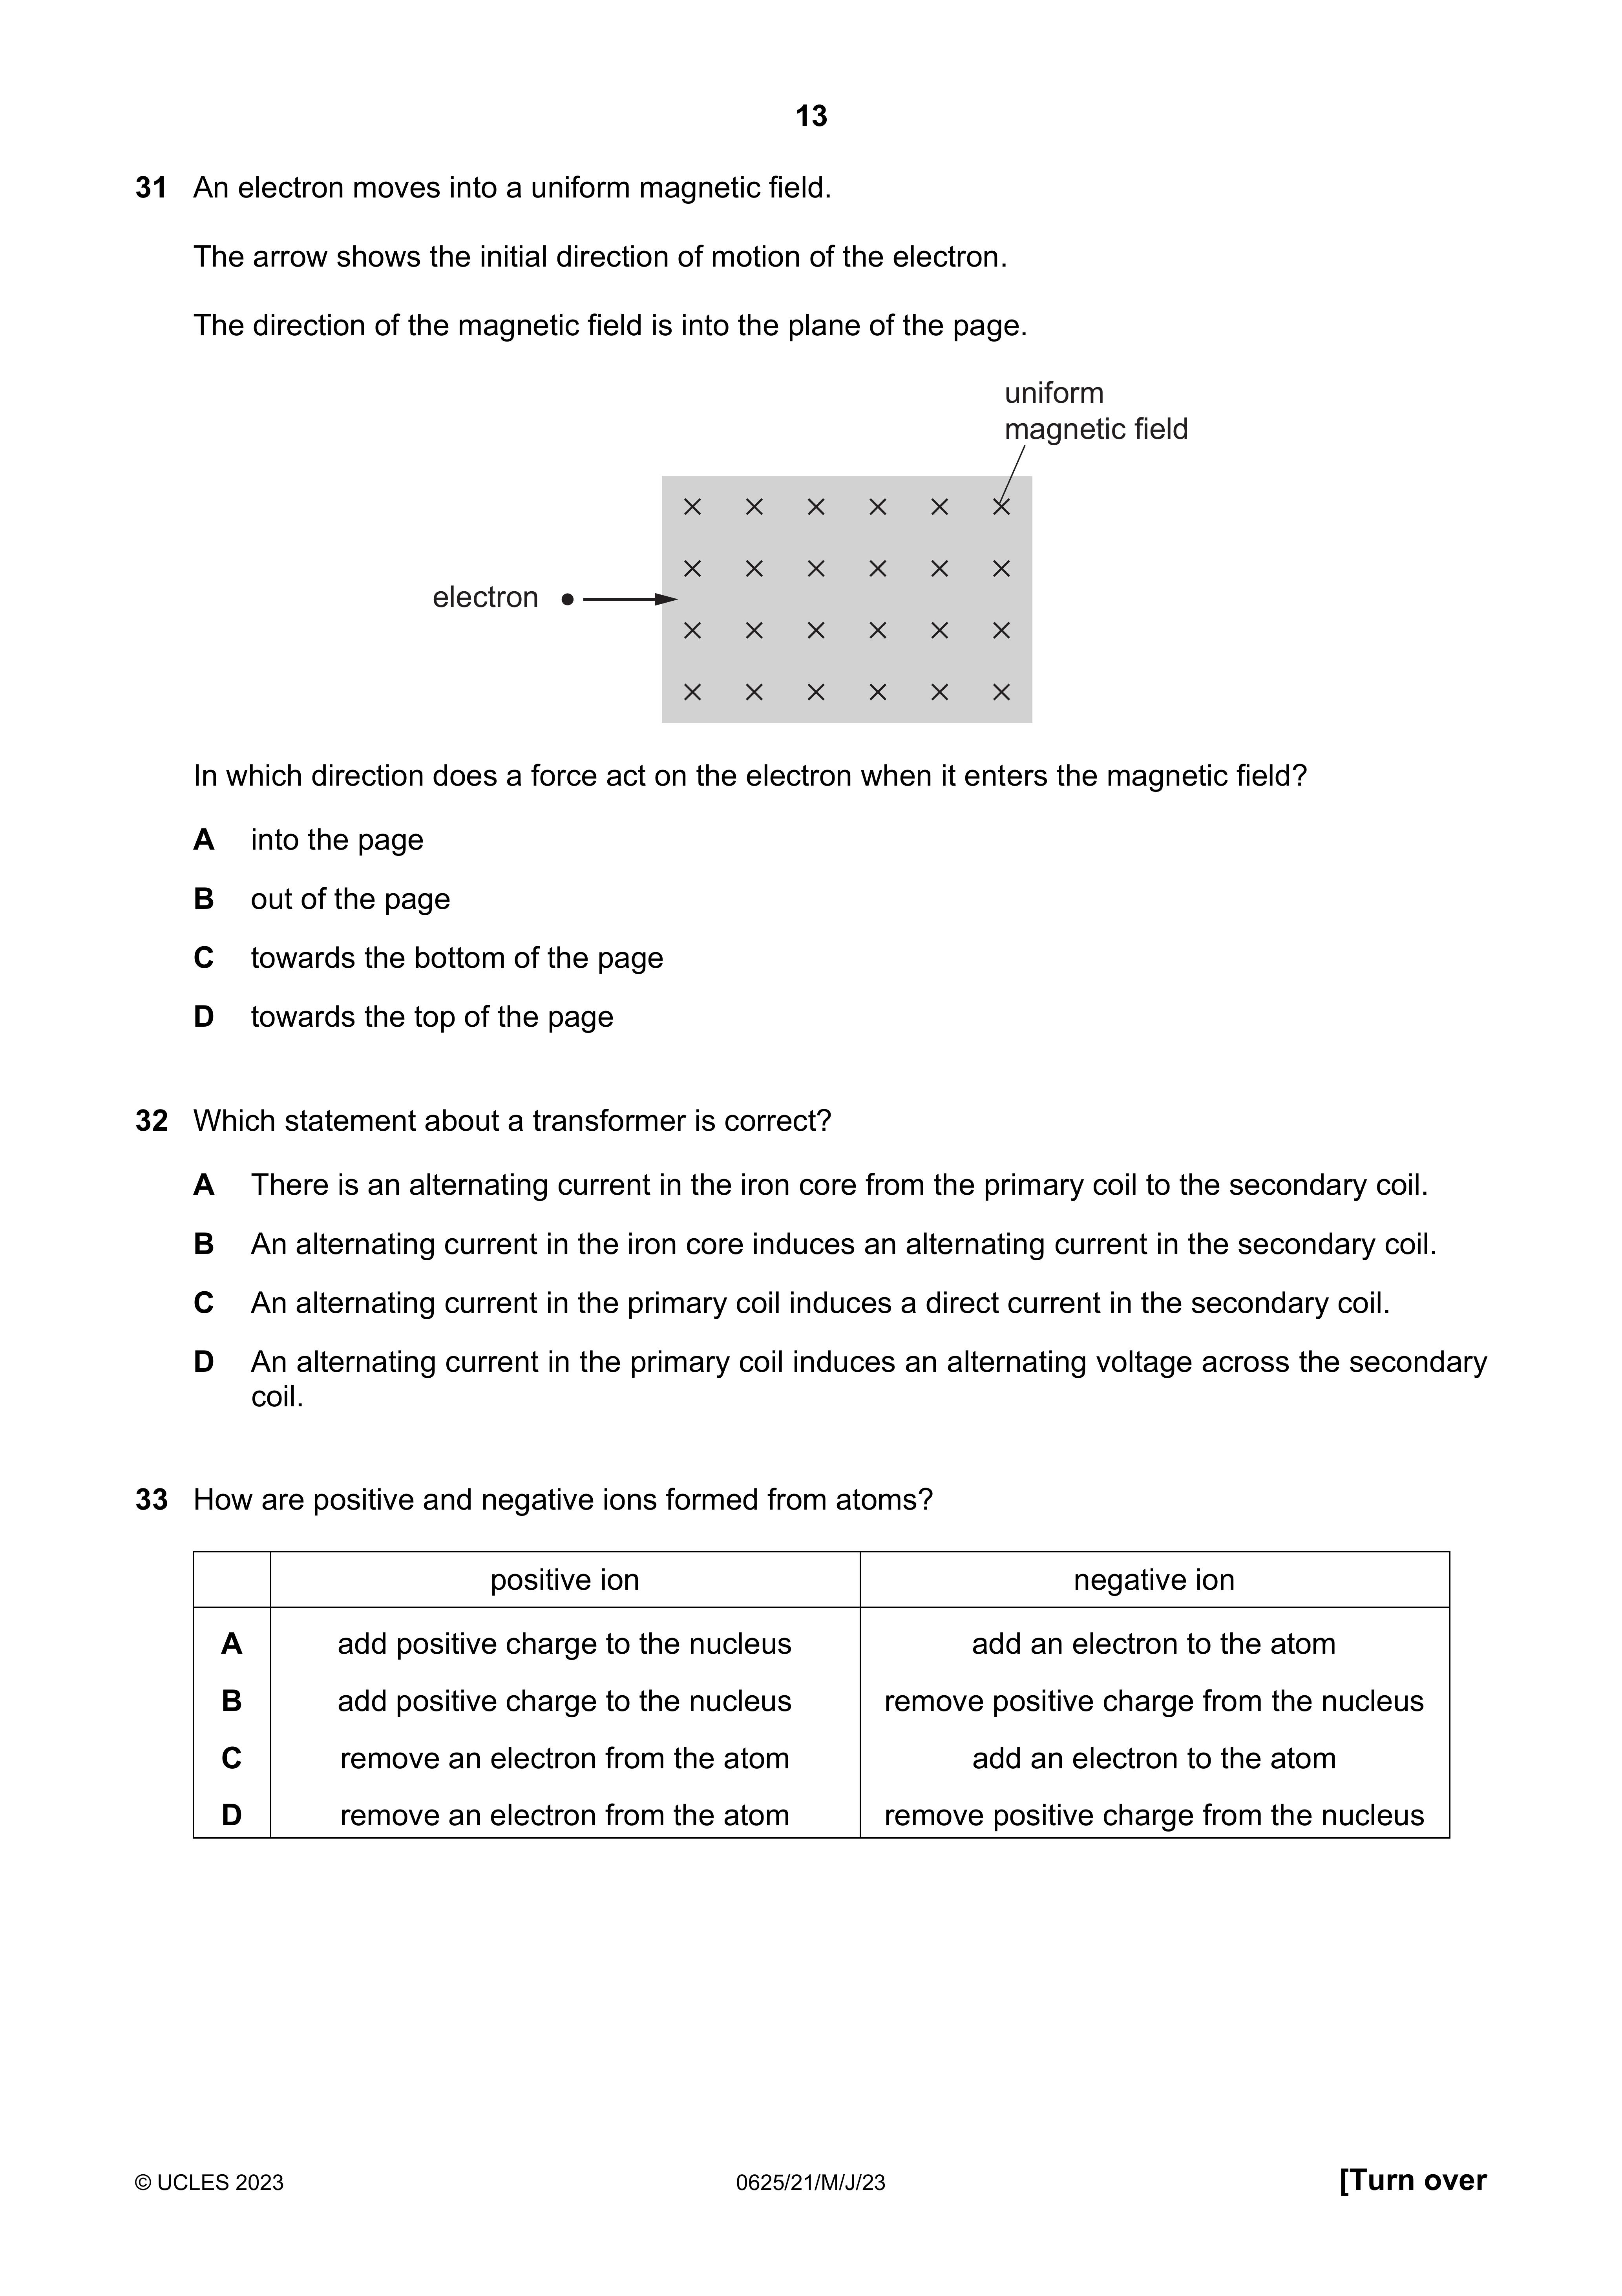 13
31 An electron moves into a uniform magnetic field.
The arrow shows the initial direction of motion of the electron.
The direction of the magnetic field is into the plane of the page.
uniform
magnetic field
electron
In which direction does a force act on the electron when it enters the magnetic field?
A into the page
B out of the page
C towards the bottom of the page
D towards the top of the page
32 Which statement about a transformer is correct?
A There is an alternating current in the iron core from the primary coil to the secondary coil.
B An alternating current in the iron core induces an alternating current in the secondary coil.
C An alternating current in the primary coil induces a direct current in the secondary coil.
D An alternating current in the primary coil induces an alternating voltage across the secondary
coil.
33 How are positive and negative ions formed from atoms?
positive ion negative ion
A add positive charge to the nucleus add an electron to the atom
B add positive charge to the nucleus remove positive charge from the nucleus
C remove an electron from the atom add an electron to the atom
D remove an electron from the atom remove positive charge from the nucleus
© UCLES 2023 0625/21/M/J/23 [Turn over